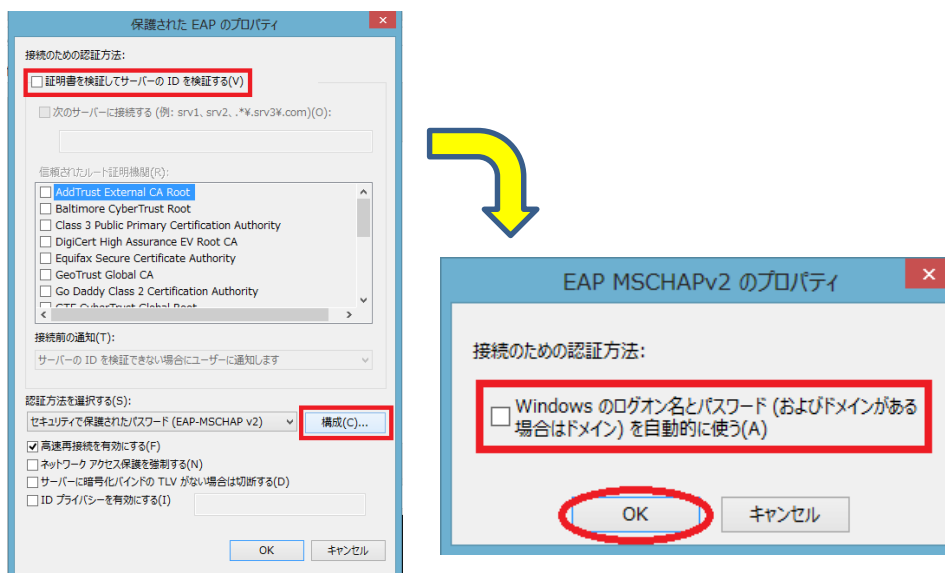 保護された EAP のプロパティ
接続のための認証方法:
証明書を検証してサーバーの ID を検証する(V)
次のサーバーに接続する (例: srv1、srv2、.*¥.srv3¥.com)(O):
信頼されたルート証明機関(R):
AddTrust External CA Root
Baltimore CyberTrust Root
Class 3 Public Primary Certification Authority
DigiCert High Assurance EV Root CA
Equifax Secure Certificate Authority
GeoTrust Global CA
Go Daddy Class 2 Certification Authority
GTE CyberTrust Global Root
接続前の通知(T):
サーバーの ID を検証できない場合にユーザーに通知します
認証方法を選択する(S):
セキュリティで保護されたパスワード (EAP-MSCHAP v2)
構成(C)...
高速再接続を有効にする(F)
ネットワーク アクセス保護を強制する(N)
サーバーに暗号化バインドの TLV がない場合は切断する(D)
ID プライバシーを有効にする(I)
OK
キャンセル
EAP MSCHAPv2 のプロパティ
接続のための認証方法:
Windows のログオン名とパスワード (およびドメインがある
場合はドメイン) を自動的に使う(A)
OK
キャンセル